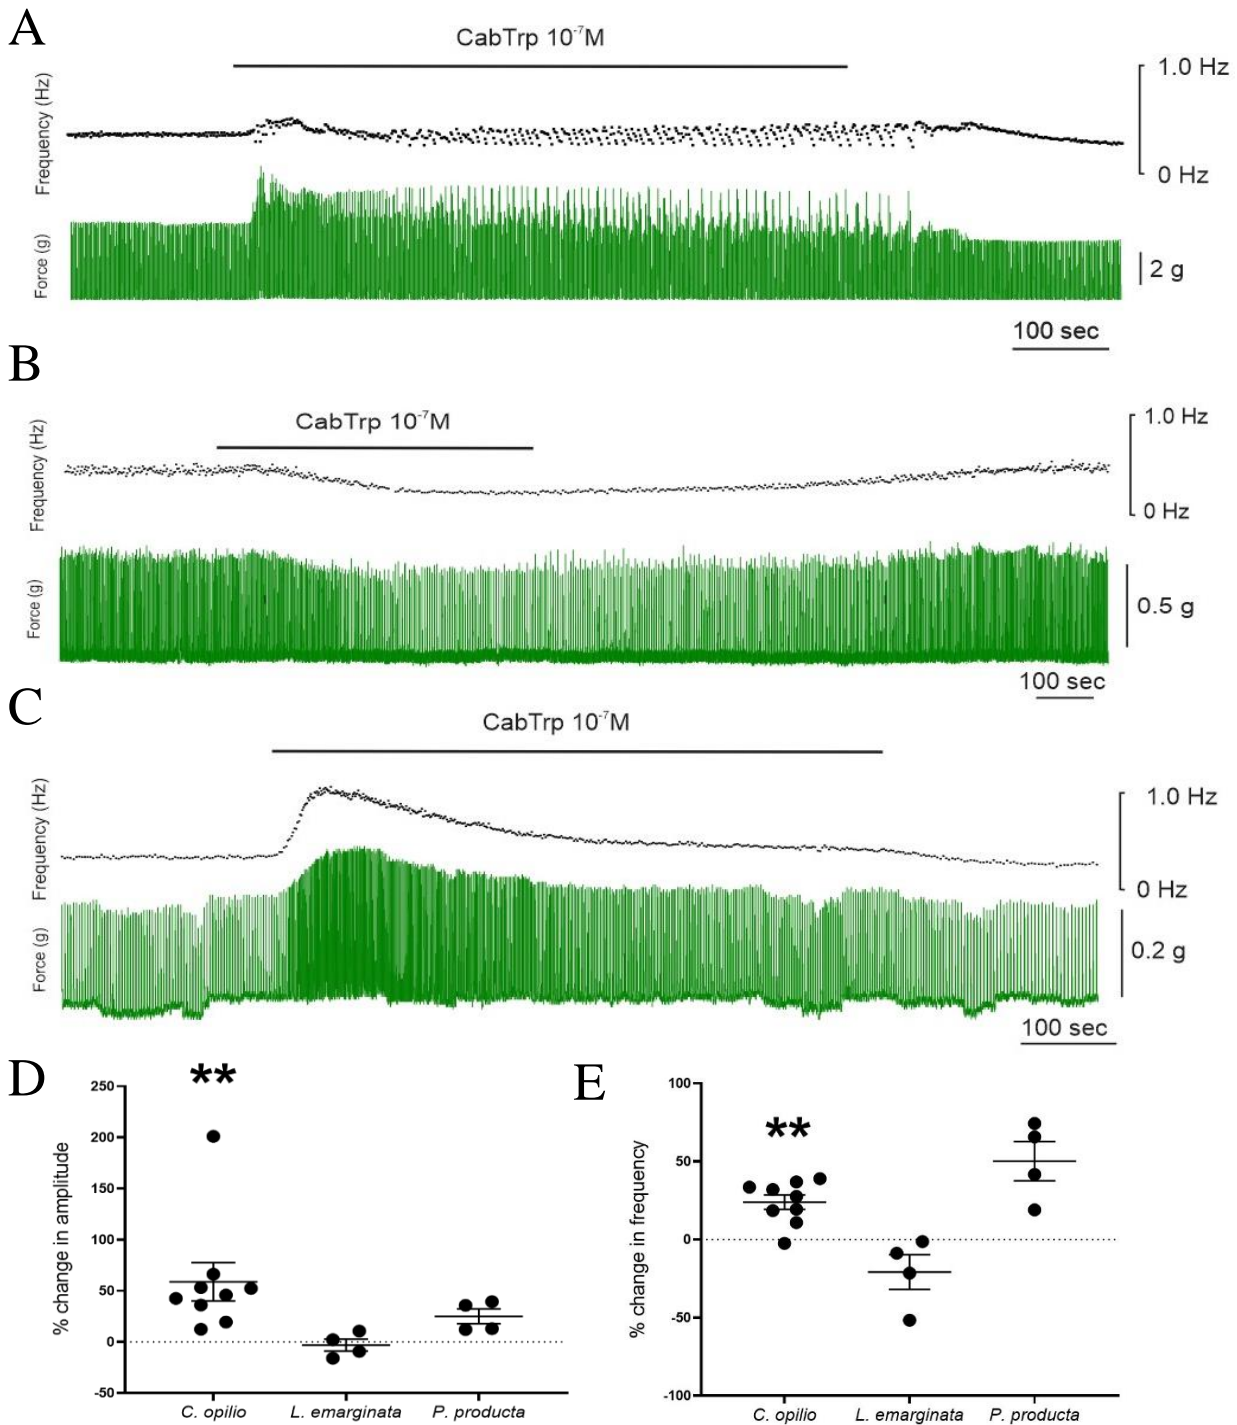 A
CabTrp 10⁻⁷M
Frequency (Hz)
1.0 Hz
0 Hz
Force (g)
2 g
100 sec
B
CabTrp 10⁻⁷M
Frequency (Hz)
1.0 Hz
0 Hz
Force (g)
0.5 g
100 sec
C
CabTrp 10⁻⁷M
Frequency (Hz)
1.0 Hz
0 Hz
Force (g)
0.2 g
100 sec
D
**
% change in amplitude
250
200
150
100
50
0
-50
C. opilio L. emarginata P. producta
E
**
% change in frequency
100
50
0
-50
-100
C. opilio L. emarginata P. producta